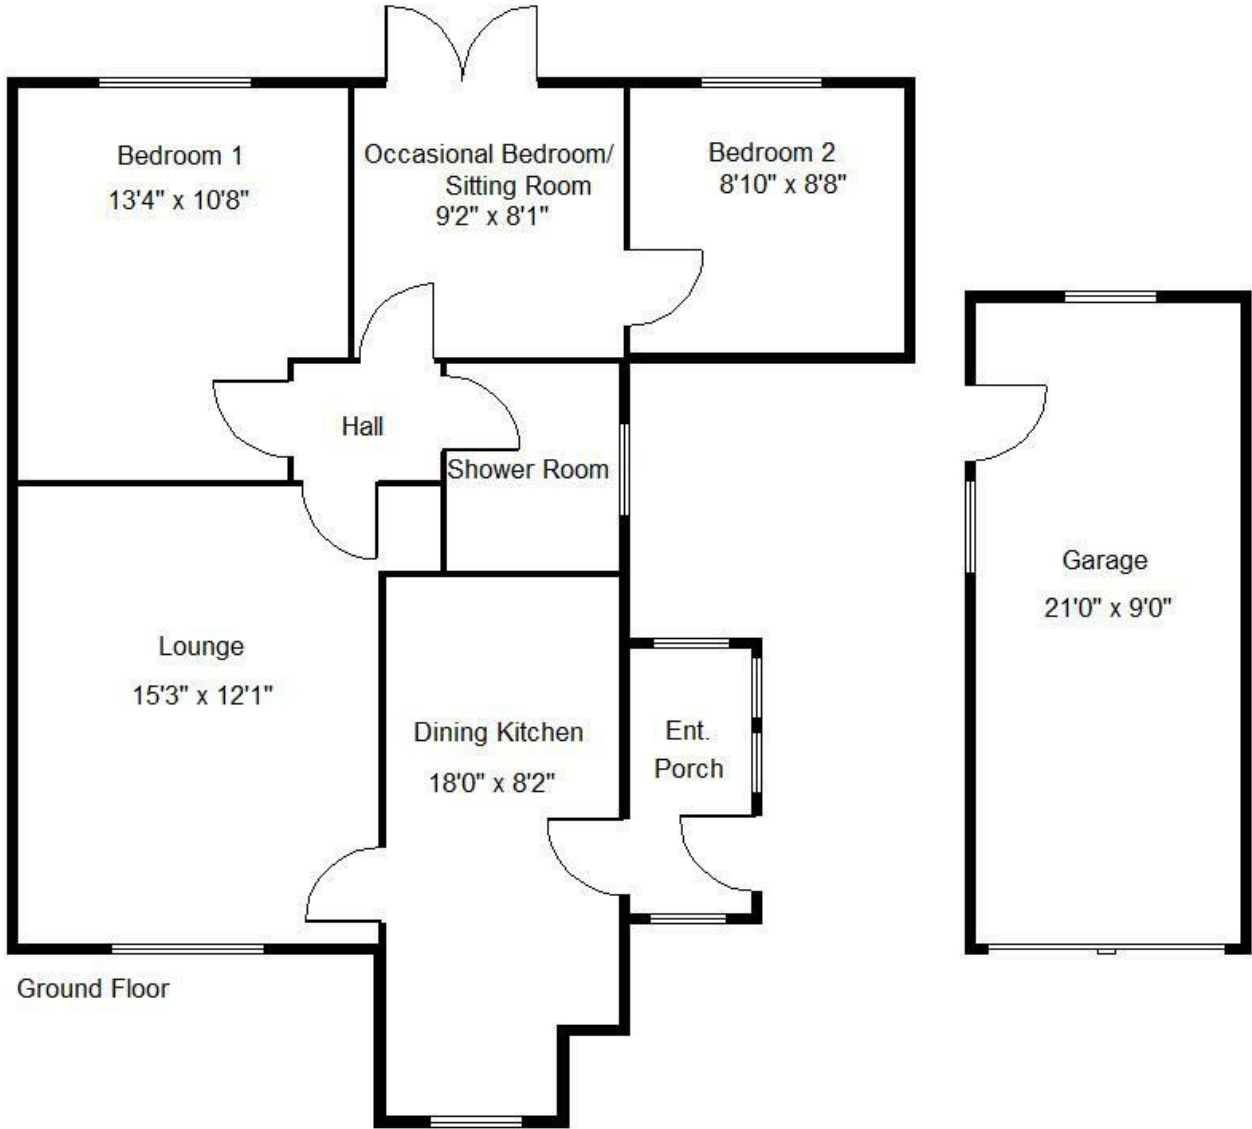 Bedroom 1
13'4" x 10'8"
Occasional Bedroom/
Sitting Room
9'2" x 8'1"
Bedroom 2
8'10" x 8'8"
Hall
Shower Room
Garage
21'0" x 9'0"
Lounge
15'3" x 12'1"
Dining Kitchen
18'0" x 8'2"
Ent.
Porch
Ground Floor